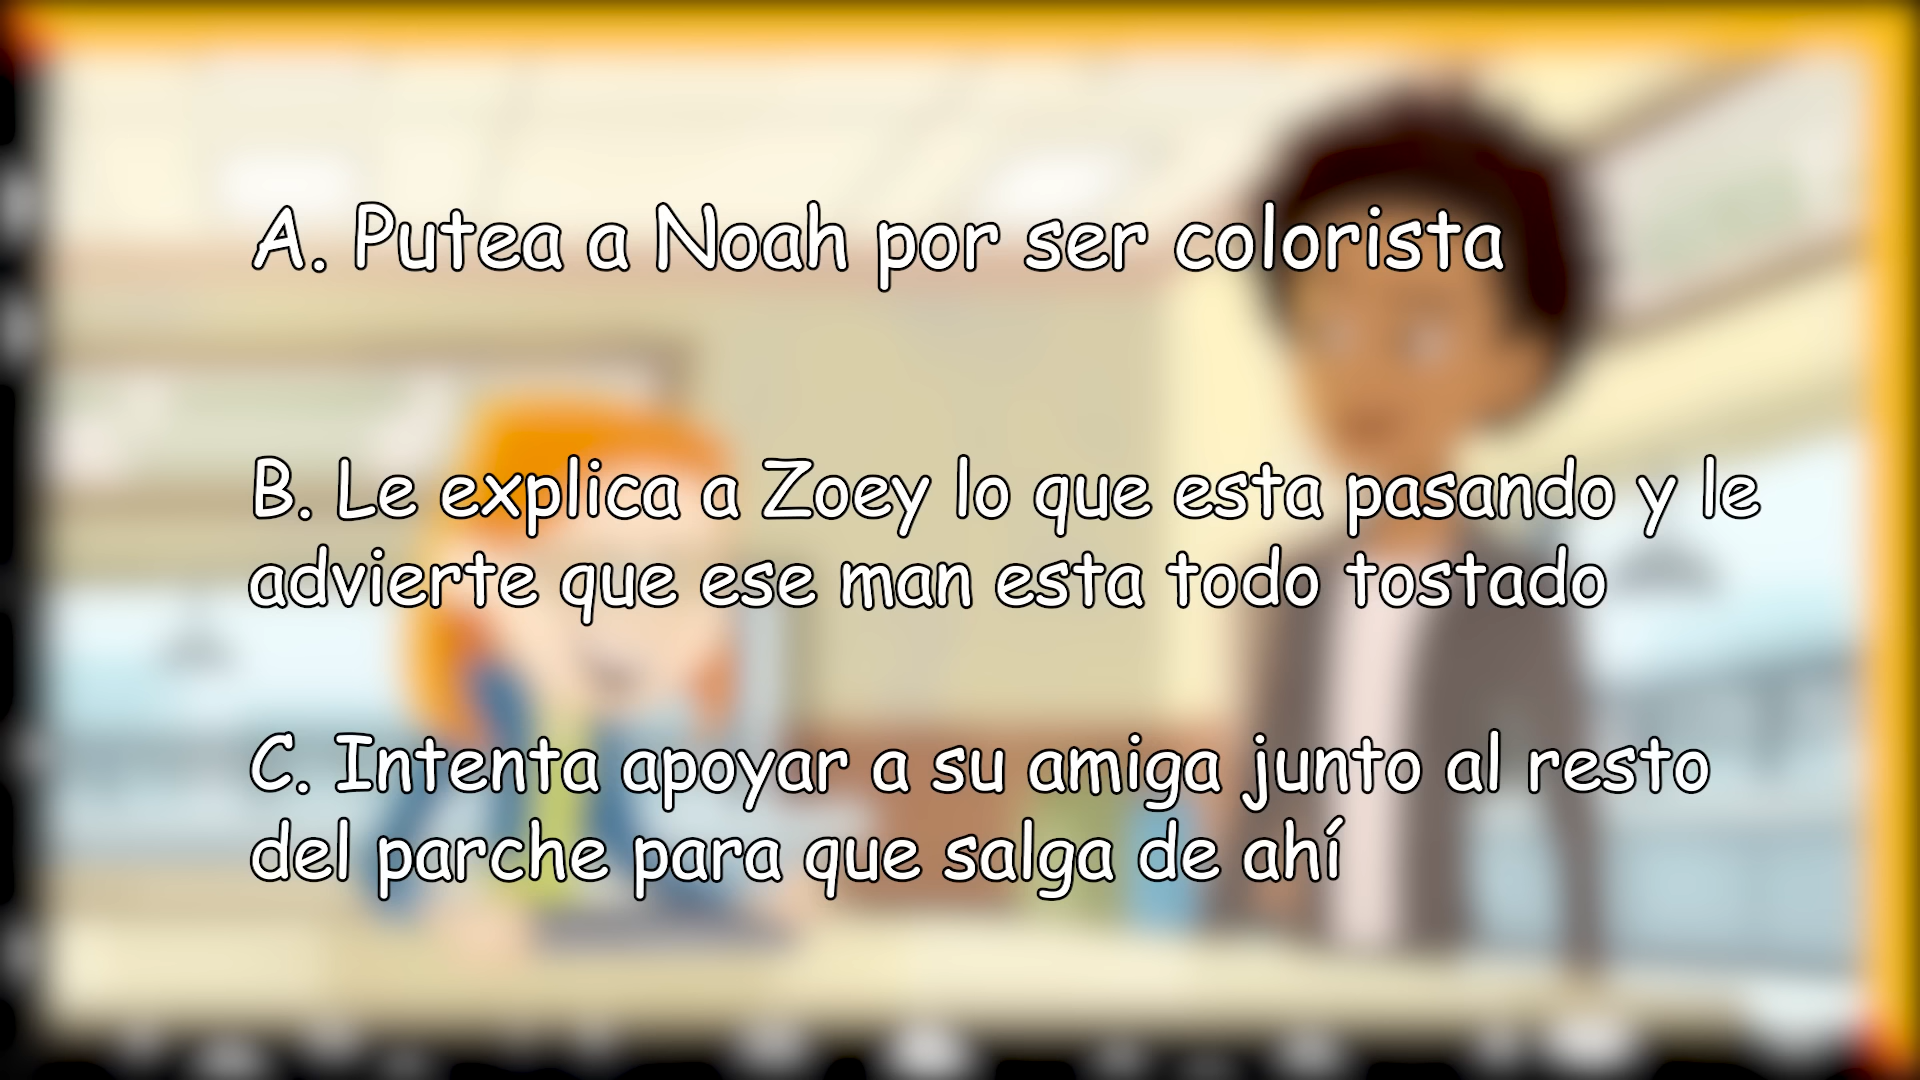 A. Putea a Noah por ser colorista
B. Le explica a Zoey lo que esta pasando y le
advierte que ese man esta todo tostado
C. Intenta apoyar a su amiga junto al resto
del parche para que salga de ahí